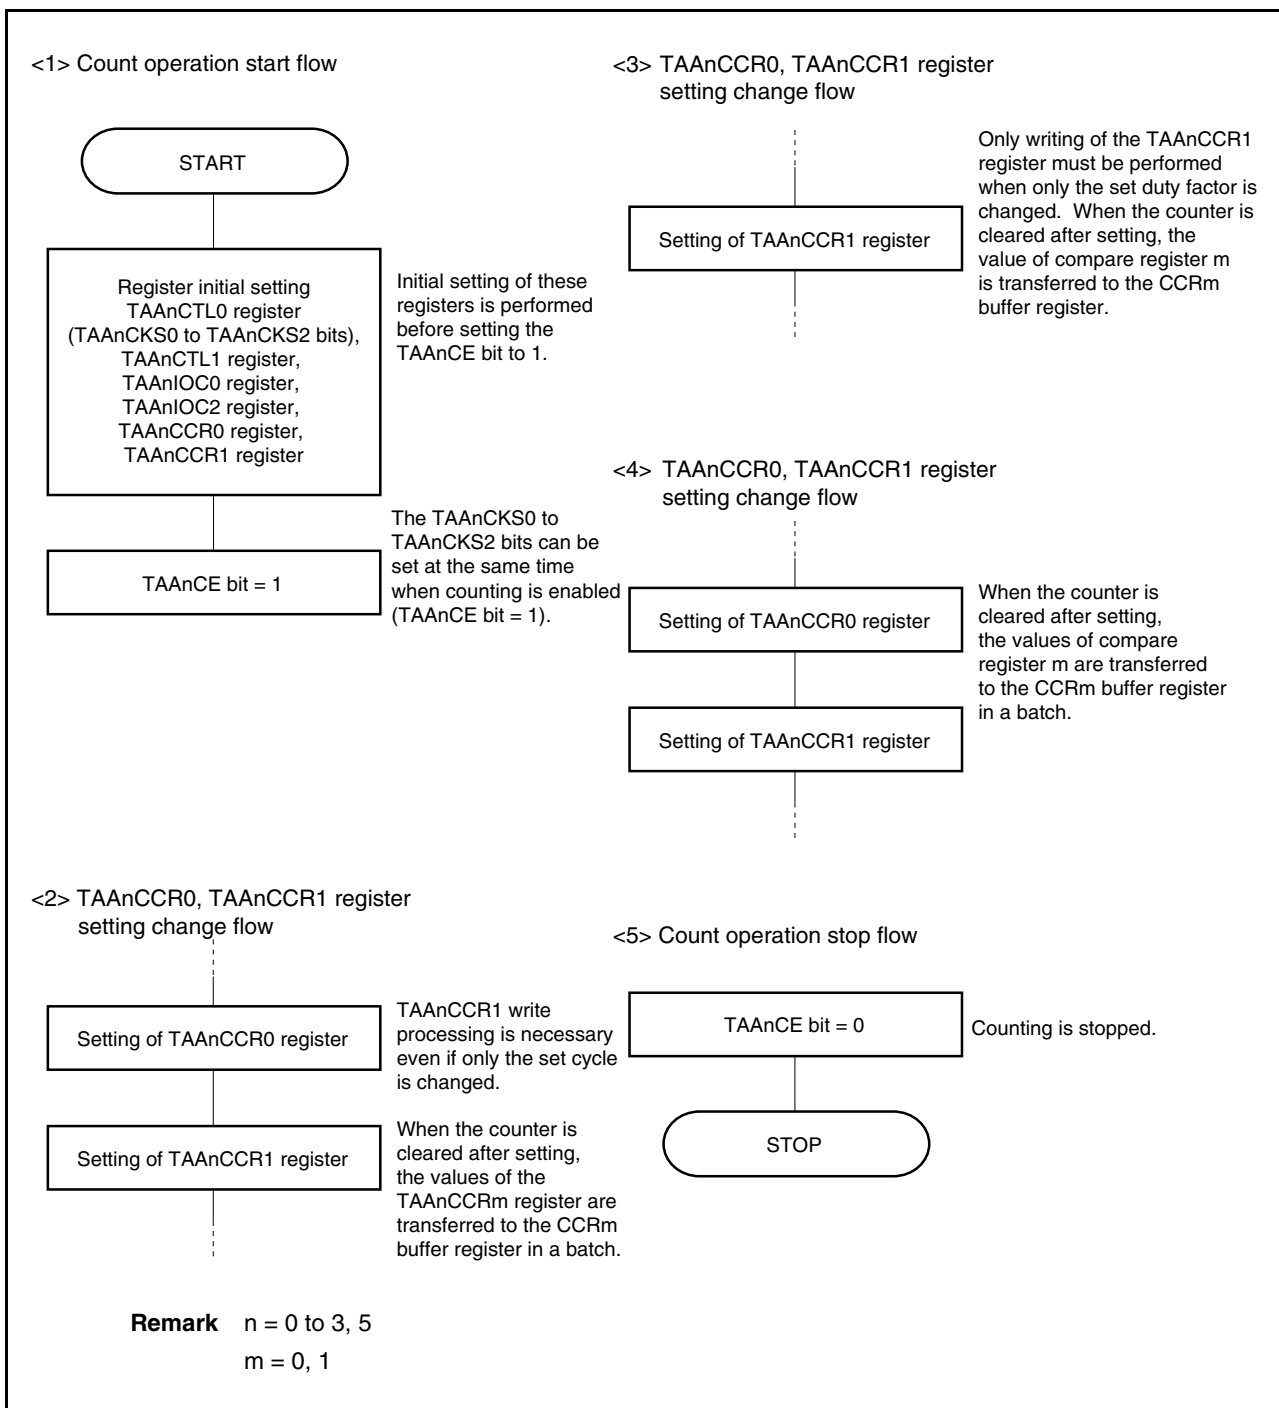 <1> Count operation start flow
START
Register initial setting
TAAnCTL0 register
(TAAnCKS0 to TAAnCKS2 bits),
TAAnCTL1 register,
TAAnIOC0 register,
TAAnIOC2 register,
TAAnCCR0 register,
TAAnCCR1 register
Initial setting of these
registers is performed
before setting the
TAAnCE bit to 1.
TAAnCE bit = 1
The TAAnCKS0 to
TAAnCKS2 bits can be
set at the same time
when counting is enabled
(TAAnCE bit = 1).
<2> TAAnCCR0, TAAnCCR1 register
setting change flow
Setting of TAAnCCR0 register
TAAnCCR1 write
processing is necessary
even if only the set cycle
is changed.
Setting of TAAnCCR1 register
When the counter is
cleared after setting,
the values of the
TAAnCCRm register are
transferred to the CCRm
buffer register in a batch.
<3> TAAnCCR0, TAAnCCR1 register
setting change flow
Setting of TAAnCCR1 register
Only writing of the TAAnCCR1
register must be performed
when only the set duty factor is
changed. When the counter is
cleared after setting, the
value of compare register m
is transferred to the CCRm
buffer register.
<4> TAAnCCR0, TAAnCCR1 register
setting change flow
Setting of TAAnCCR0 register
Setting of TAAnCCR1 register
When the counter is
cleared after setting,
the values of compare
register m are transferred
to the CCRm buffer register
in a batch.
<5> Count operation stop flow
TAAnCE bit = 0
Counting is stopped.
STOP
Remark n = 0 to 3, 5
m = 0, 1